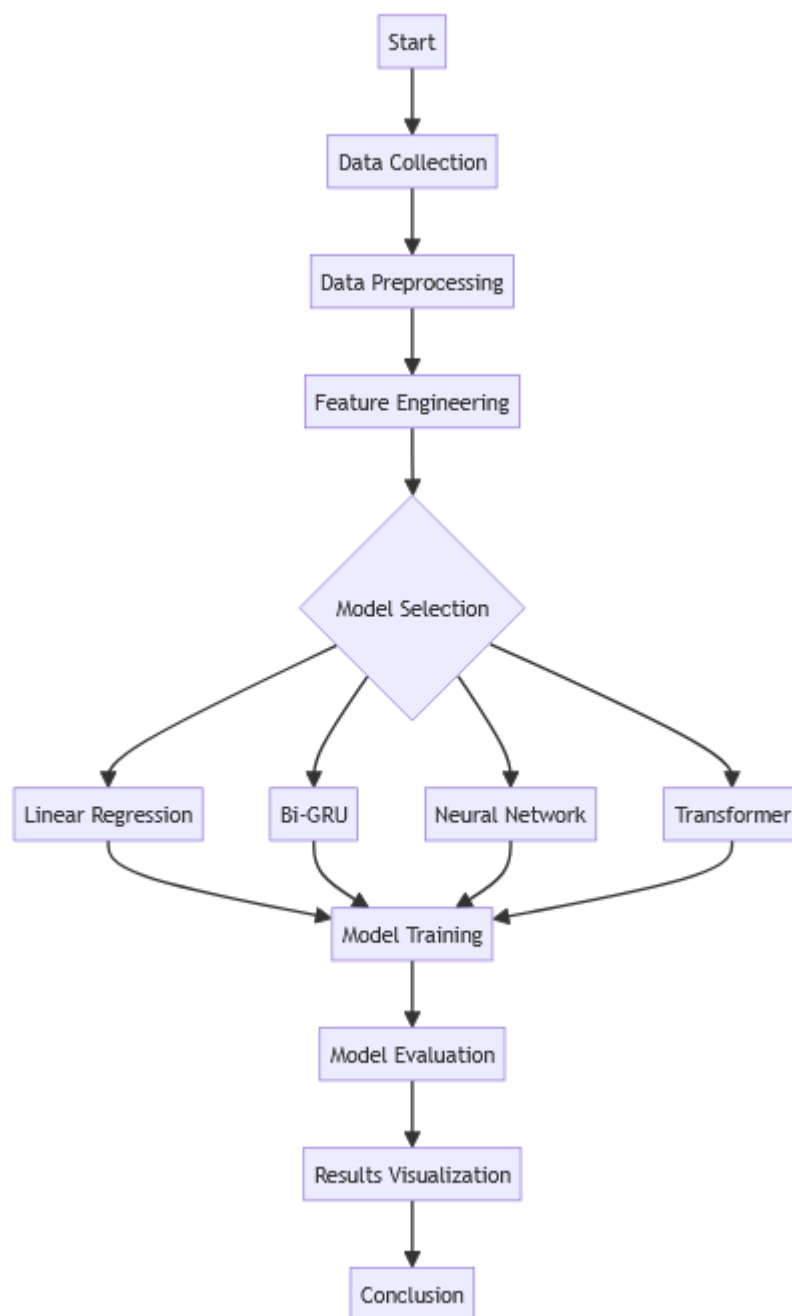 Start
Data Collection
Data Preprocessing
Feature Engineering
Model Selection
Linear Regression
Bi-GRU
Neural Network
Transformer
Model Training
Model Evaluation
Results Visualization
Conclusion